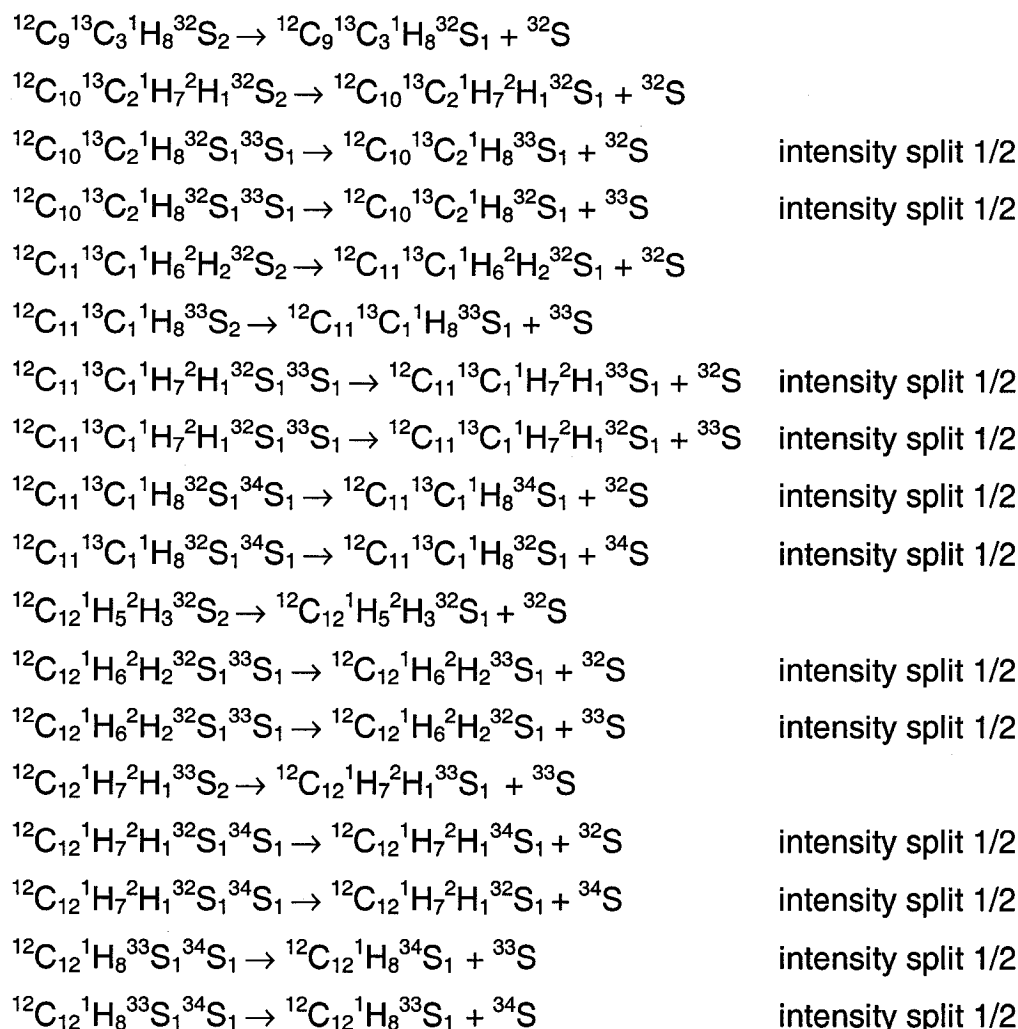 ¹²C₉¹³C₃¹H₈³²S₂ → ¹²C₉¹³C₃¹H₈³²S₁ + ³²S
¹²C₁₀¹³C₂¹H₇²H₁³²S₂ → ¹²C₁₀¹³C₂¹H₇²H₁³²S₁ + ³²S
¹²C₁₀¹³C₂¹H₈³²S₁³³S₁ → ¹²C₁₀¹³C₂¹H₈³³S₁ + ³²S intensity split 1/2
¹²C₁₀¹³C₂¹H₈³²S₁³³S₁ → ¹²C₁₀¹³C₂¹H₈³²S₁ + ³³S intensity split 1/2
¹²C₁₁¹³C₁¹H₆²H₂³²S₂ → ¹²C₁₁¹³C₁¹H₆²H₂³²S₁ + ³²S
¹²C₁₁¹³C₁¹H₈³³S₂ → ¹²C₁₁¹³C₁¹H₈³³S₁ + ³³S
¹²C₁₁¹³C₁¹H₇²H₁³²S₁³³S₁ → ¹²C₁₁¹³C₁¹H₇²H₁³³S₁ + ³²S intensity split 1/2
¹²C₁₁¹³C₁¹H₇²H₁³²S₁³³S₁ → ¹²C₁₁¹³C₁¹H₇²H₁³²S₁ + ³³S intensity split 1/2
¹²C₁₁¹³C₁¹H₈³²S₁³⁴S₁ → ¹²C₁₁¹³C₁¹H₈³⁴S₁ + ³²S intensity split 1/2
¹²C₁₁¹³C₁¹H₈³²S₁³⁴S₁ → ¹²C₁₁¹³C₁¹H₈³²S₁ + ³⁴S intensity split 1/2
¹²C₁₂¹H₅²H₃³²S₂ → ¹²C₁₂¹H₅²H₃³²S₁ + ³²S
¹²C₁₂¹H₆²H₂³²S₁³³S₁ → ¹²C₁₂¹H₆²H₂³³S₁ + ³²S intensity split 1/2
¹²C₁₂¹H₆²H₂³²S₁³³S₁ → ¹²C₁₂¹H₆²H₂³²S₁ + ³³S intensity split 1/2
¹²C₁₂¹H₇²H₁³³S₂ → ¹²C₁₂¹H₇²H₁³³S₁ + ³³S
¹²C₁₂¹H₇²H₁³²S₁³⁴S₁ → ¹²C₁₂¹H₇²H₁³⁴S₁ + ³²S intensity split 1/2
¹²C₁₂¹H₇²H₁³²S₁³⁴S₁ → ¹²C₁₂¹H₇²H₁³²S₁ + ³⁴S intensity split 1/2
¹²C₁₂¹H₈³³S₁³⁴S₁ → ¹²C₁₂¹H₈³⁴S₁ + ³³S intensity split 1/2
¹²C₁₂¹H₈³³S₁³⁴S₁ → ¹²C₁₂¹H₈³³S₁ + ³⁴S intensity split 1/2